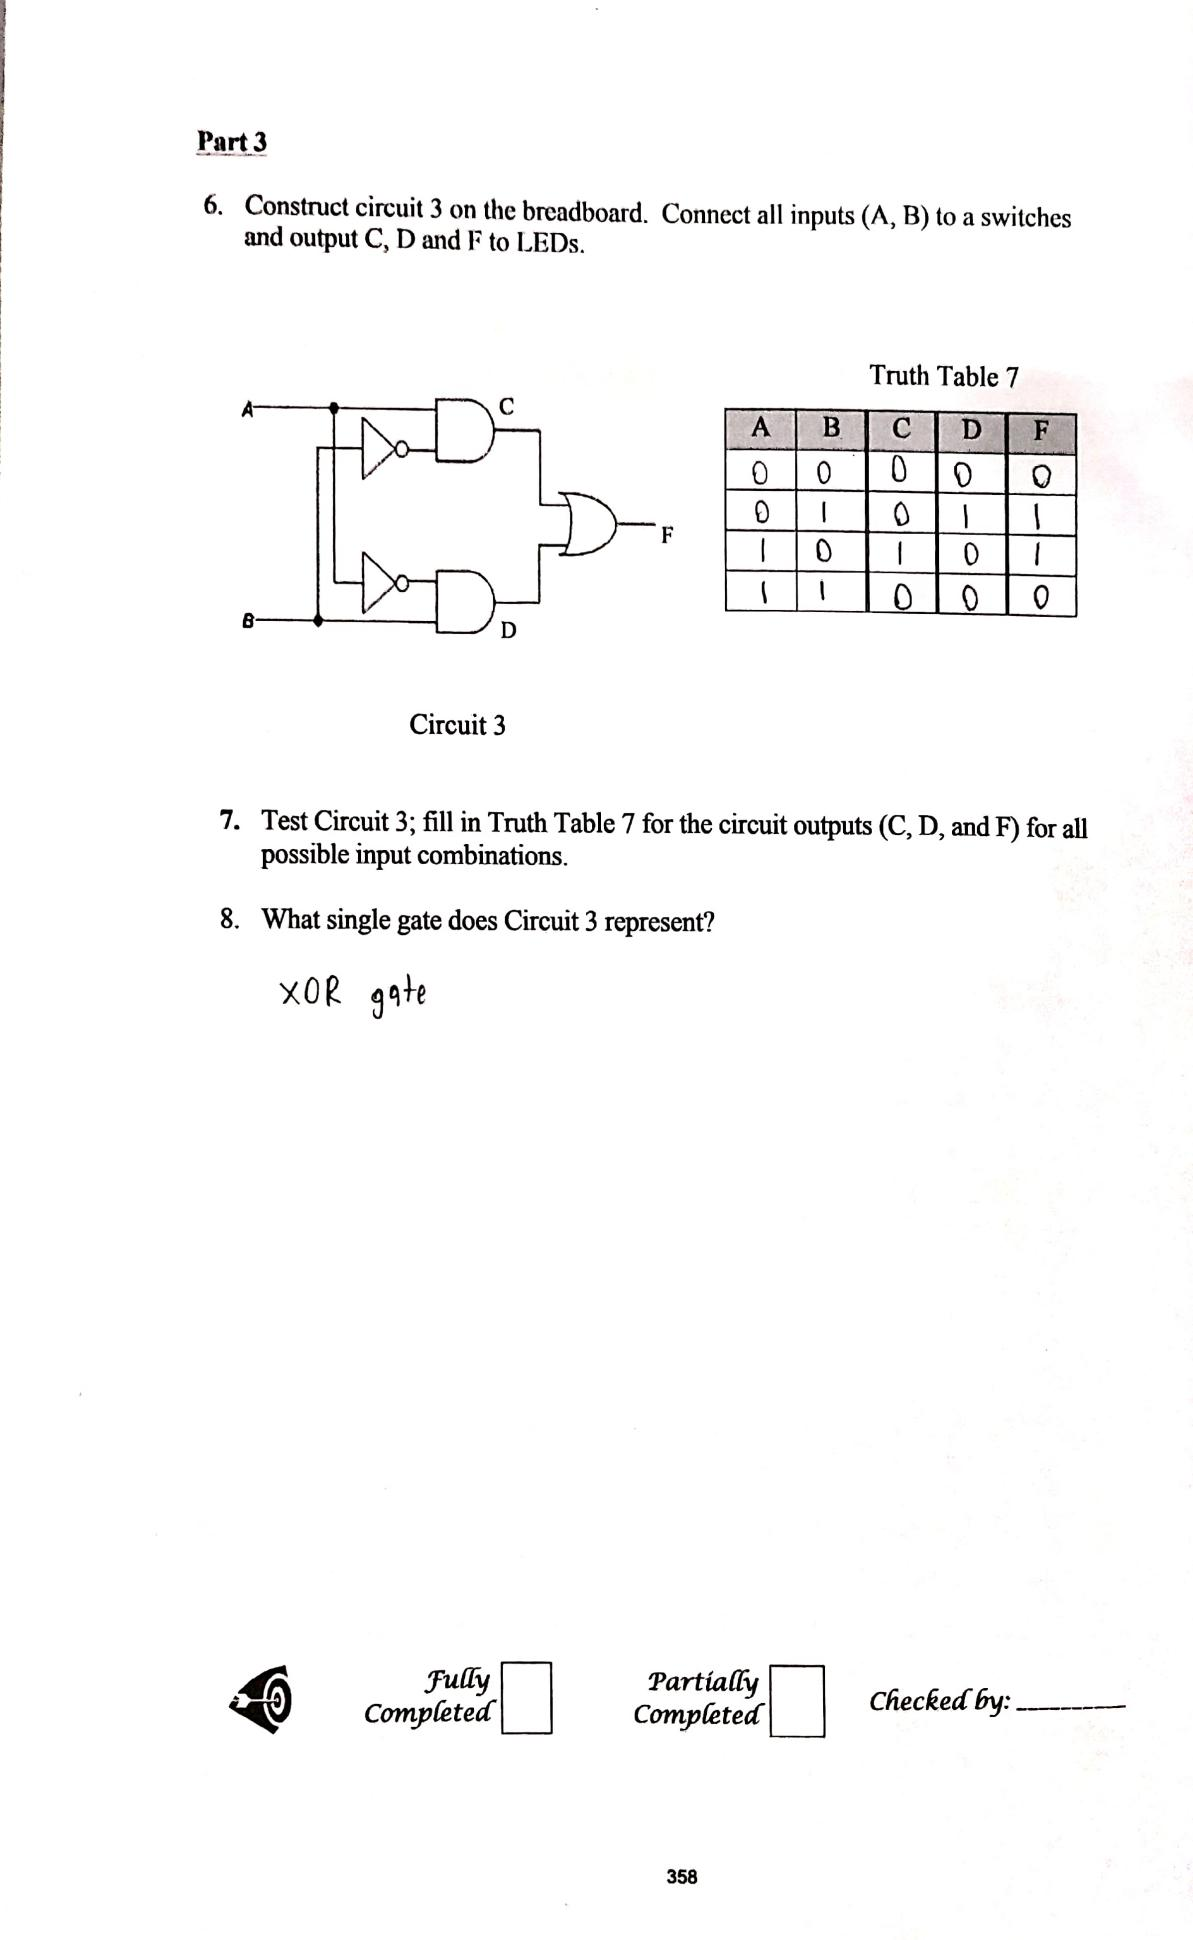 Part 3
6. Construct circuit 3 on the breadboard. Connect all inputs (A, B) to a switches
and output C, D and F to LEDs.
Truth Table 7
A
C
F
B
D
A B C D F
0 0 0 0 0
0 1 0 1 1
1 0 1 0 1
1 1 0 0 0
Circuit 3
7. Test Circuit 3; fill in Truth Table 7 for the circuit outputs (C, D, and F) for all
possible input combinations.
8. What single gate does Circuit 3 represent?
XOR gate
Fully
Completed
Partially
Completed
Checked by:
358